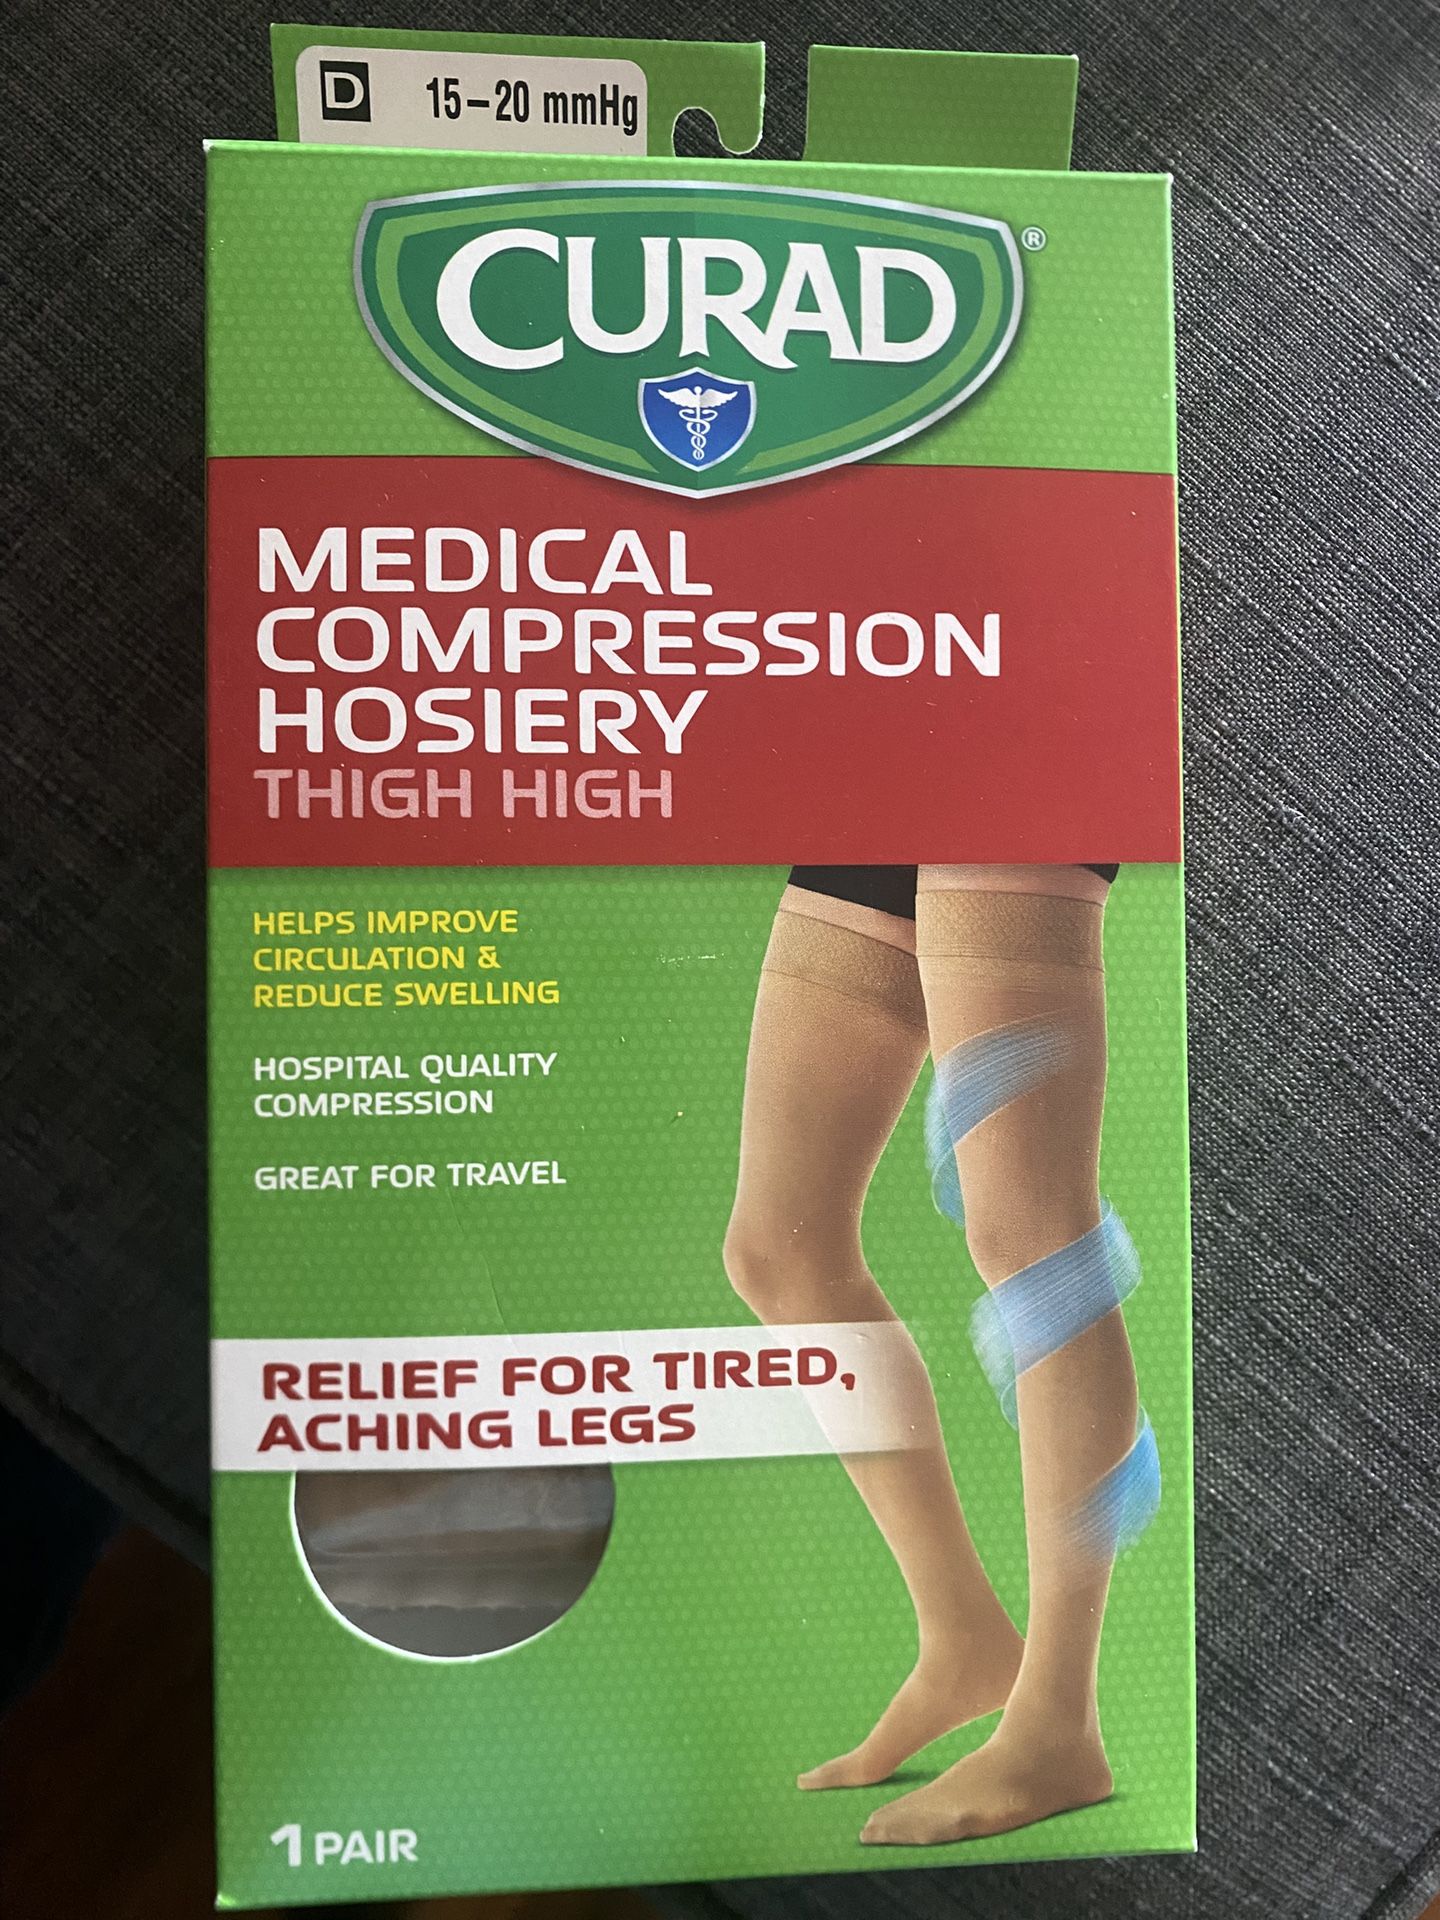 D 15–20 mmHg
CURAD®
MEDICAL
COMPRESSION
HOSIERY
THIGH HIGH
HELPS IMPROVE
CIRCULATION &
REDUCE SWELLING
HOSPITAL QUALITY
COMPRESSION
GREAT FOR TRAVEL
RELIEF FOR TIRED,
ACHING LEGS
1 PAIR